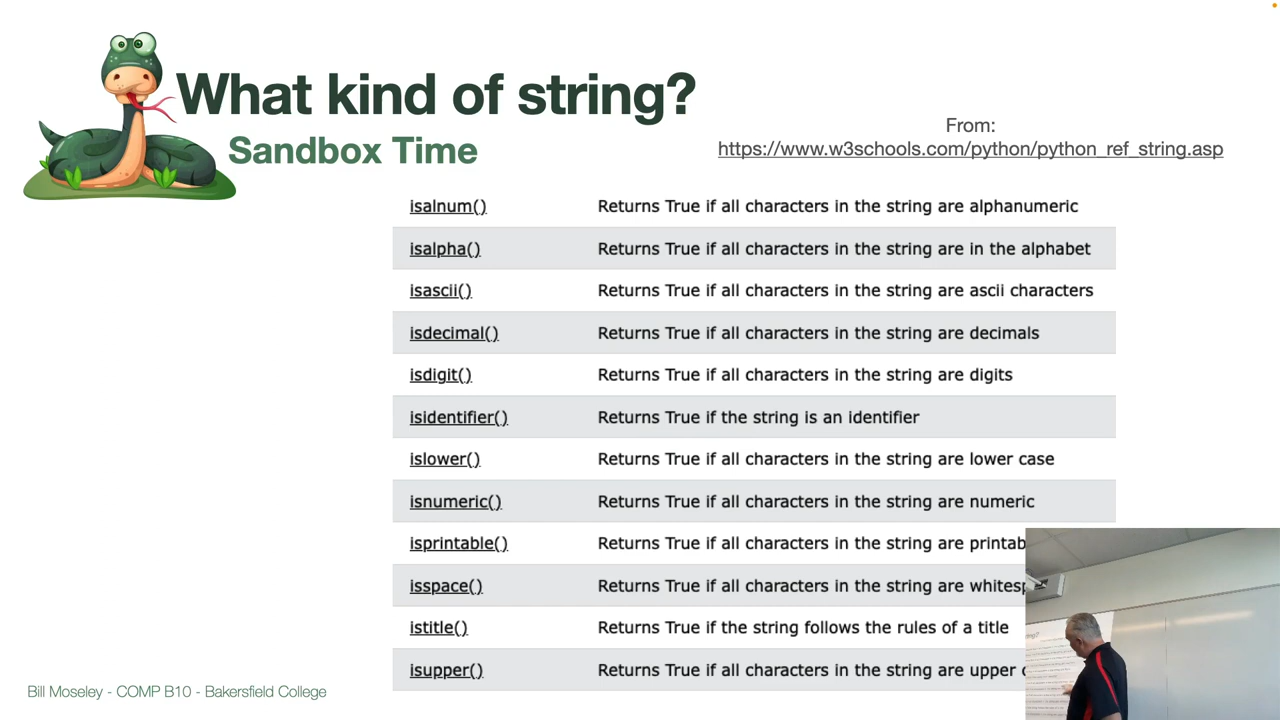 What kind of string?
Sandbox Time
From:
https://www.w3schools.com/python/python_ref_string.asp
isalnum() Returns True if all characters in the string are alphanumeric
isalpha() Returns True if all characters in the string are in the alphabet
isascii() Returns True if all characters in the string are ascii characters
isdecimal() Returns True if all characters in the string are decimals
isdigit() Returns True if all characters in the string are digits
isidentifier() Returns True if the string is an identifier
islower() Returns True if all characters in the string are lower case
isnumeric() Returns True if all characters in the string are numeric
isprintable() Returns True if all characters in the string are
isspace() Returns True if all characters in the string are
istitle() Returns True if the string follows the rules of a title
isupper() Returns True if all characters in the string are upper
Bill Moseley - COMP B10 - Bakersfield College